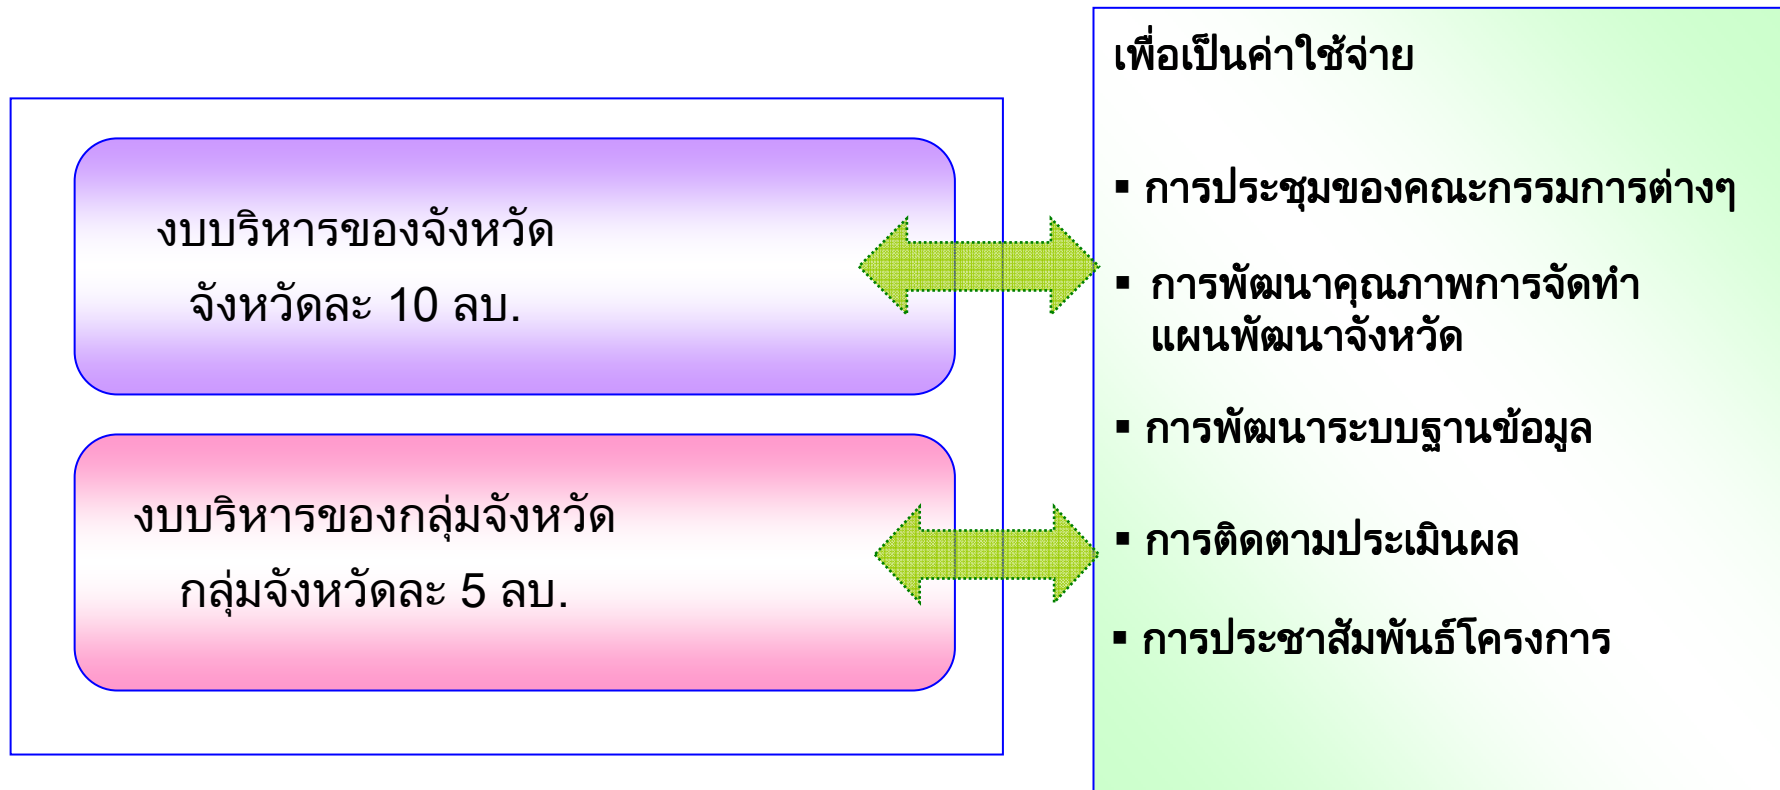 งบบริหารของจังหวัด
จังหวัดละ 10 ลบ.
งบบริหารของกลุ่มจังหวัด
กลุ่มจังหวัดละ 5 ลบ.
เพื่อเป็นค่าใช้จ่าย
▪ การประชุมของคณะกรรมการต่างๆ
▪ การพัฒนาคุณภาพการจัดทำ
แผนพัฒนาจังหวัด
▪ การพัฒนาระบบฐานข้อมูล
▪ การติดตามประเมินผล
▪ การประชาสัมพันธ์โครงการ